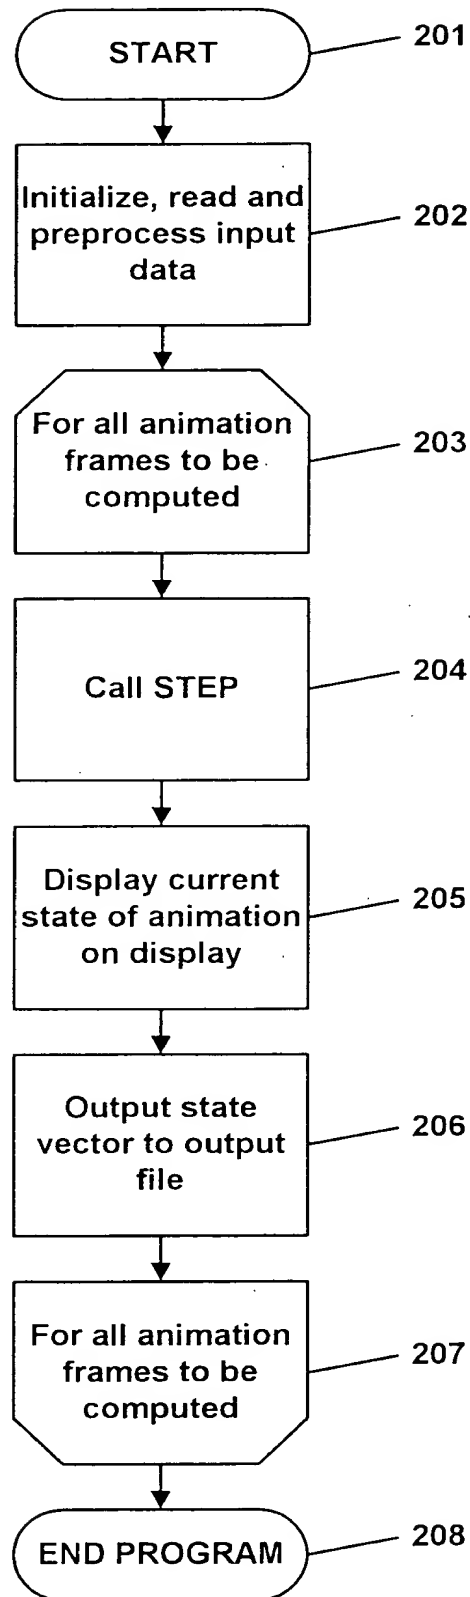 START
201
Initialize, read and
preprocess input
data
202
For all animation
frames to be
computed
203
Call STEP
204
Display current
state of animation
on display
205
Output state
vector to output
file
206
For all animation
frames to be
computed
207
END PROGRAM
208